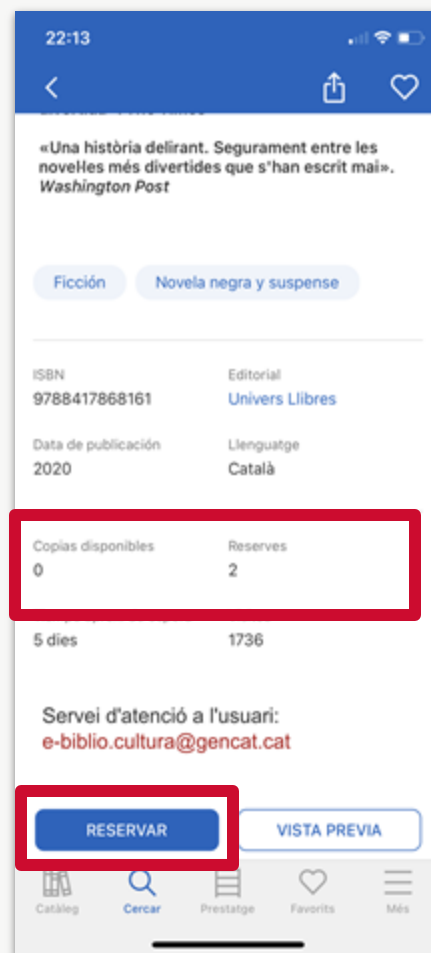 22:13
«Una història delirant. Segurament entre les
novel·les més divertides que s'han escrit mai».
Washington Post
Ficción Novela negra y suspense
ISBN Editorial
9788417868161 Univers Llibres
Data de publicación Llenguatge
2020 Català
Copias disponibles Reserves
0 2
5 dies 1736
Servei d'atenció a l'usuari:
e-biblio.cultura@gencat.cat
RESERVAR VISTA PREVIA
Catàleg Cercar Prestatge Favorits Més